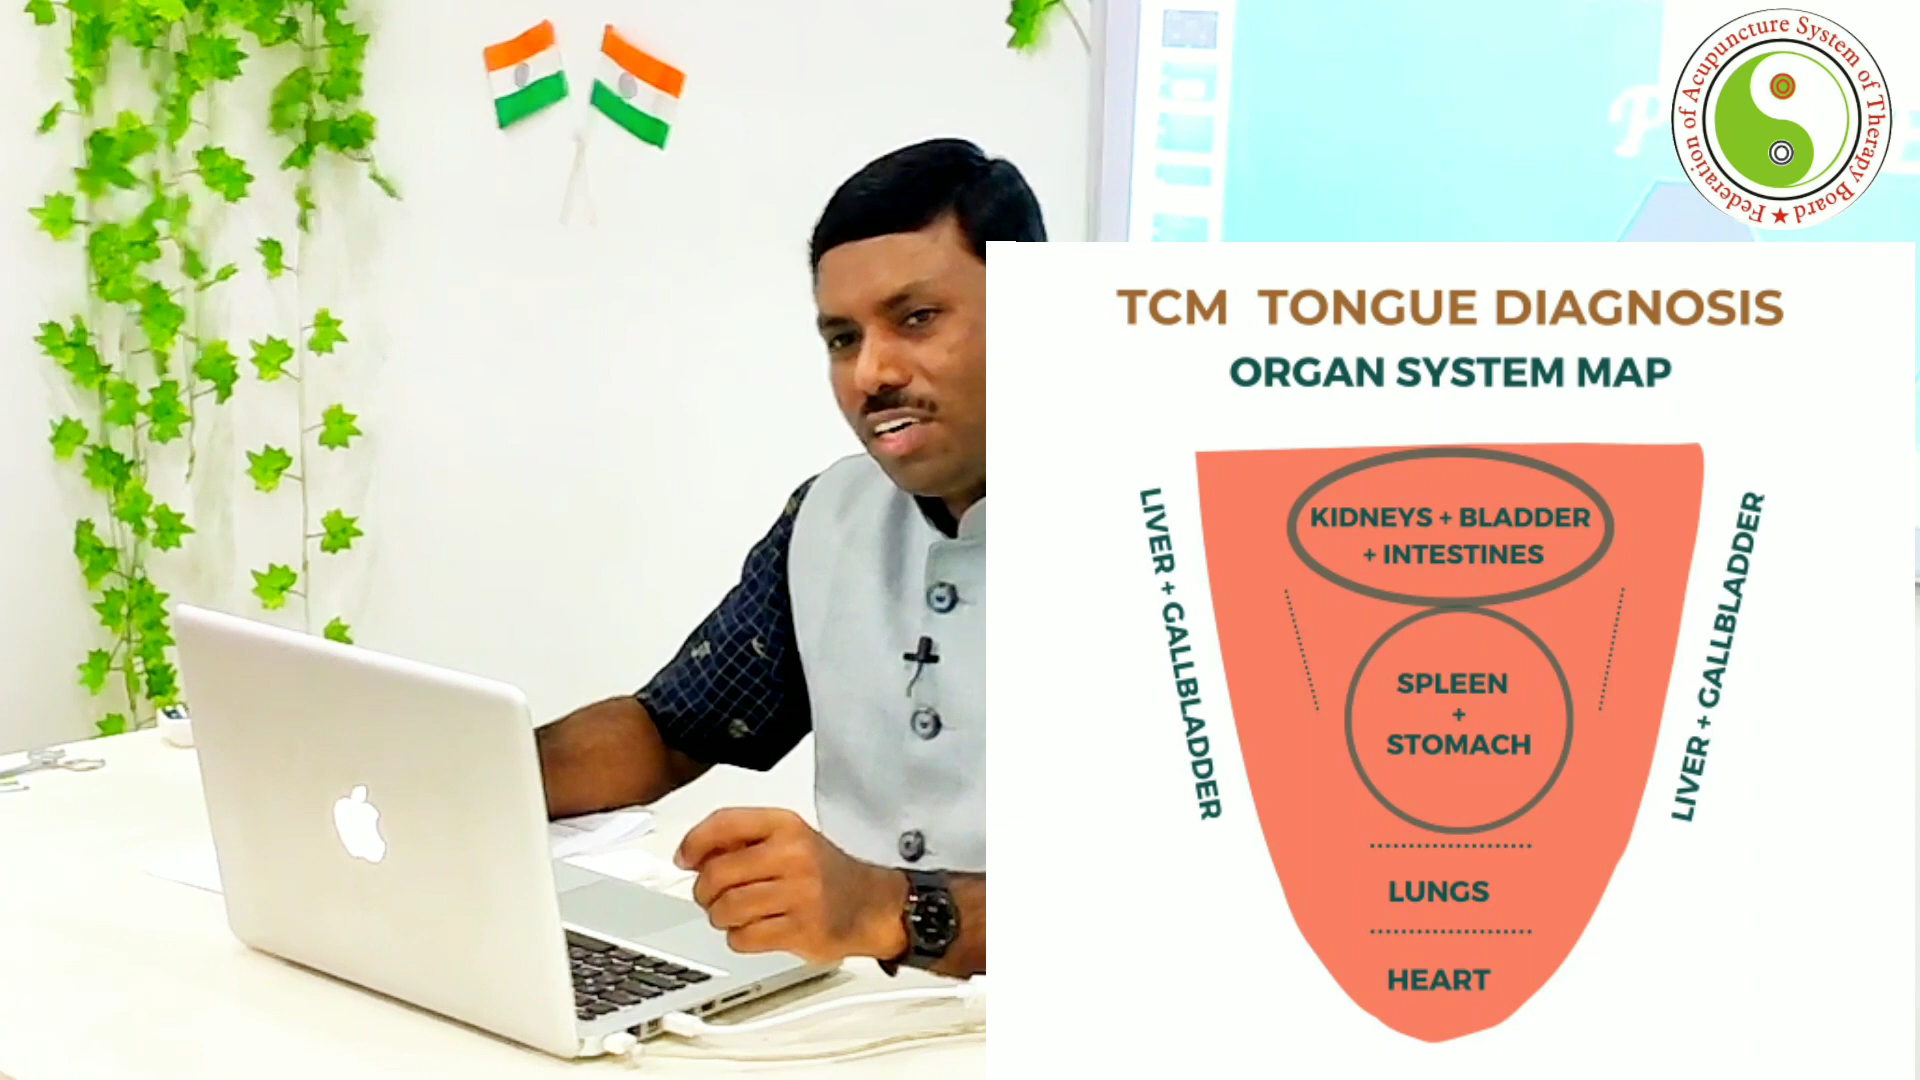 Federation of Acupuncture System of Therapy Board
TCM TONGUE DIAGNOSIS
ORGAN SYSTEM MAP
KIDNEYS + BLADDER
+ INTESTINES
LIVER + GALLBLADDER
LIVER + GALLBLADDER
SPLEEN
+
STOMACH
LUNGS
HEART